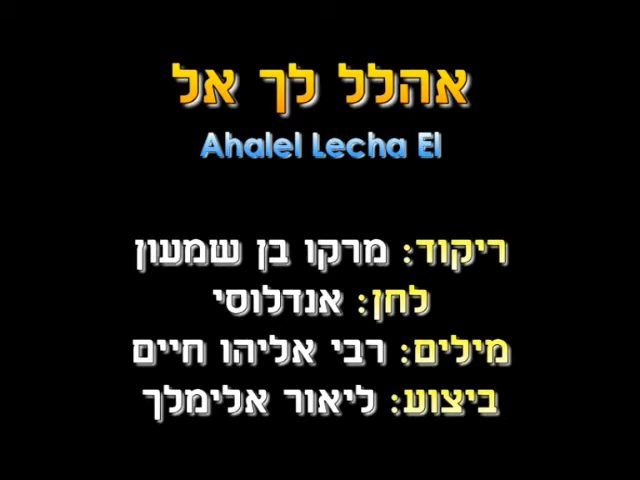 אהלל לך אל
Ahalel Lecha El
ריקוד: מרקו בן שמעון
לחן: אנדלוסי
מילים: רבי אליהו חיים
ביצוע: ליאור אלימלך